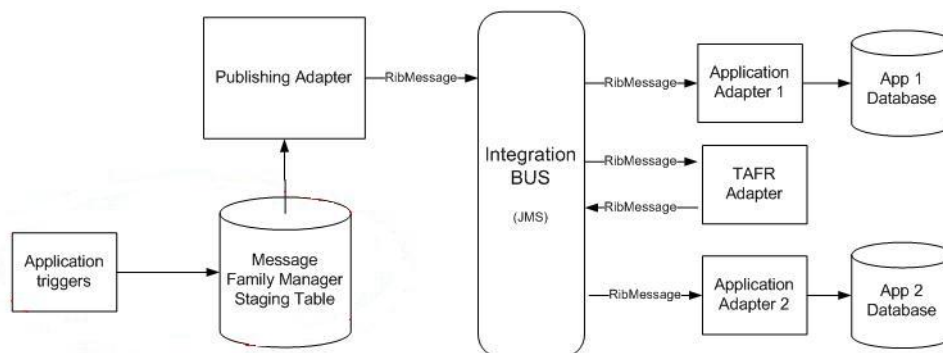 Publishing Adapter
RibMessage
Integration
BUS
(JMS)
RibMessage
Application
Adapter 1
App 1
Database
RibMessage
RibMessage
TAFR
Adapter
Application
triggers
Message
Family Manager
Staging Table
RibMessage
Application
Adapter 2
App 2
Database